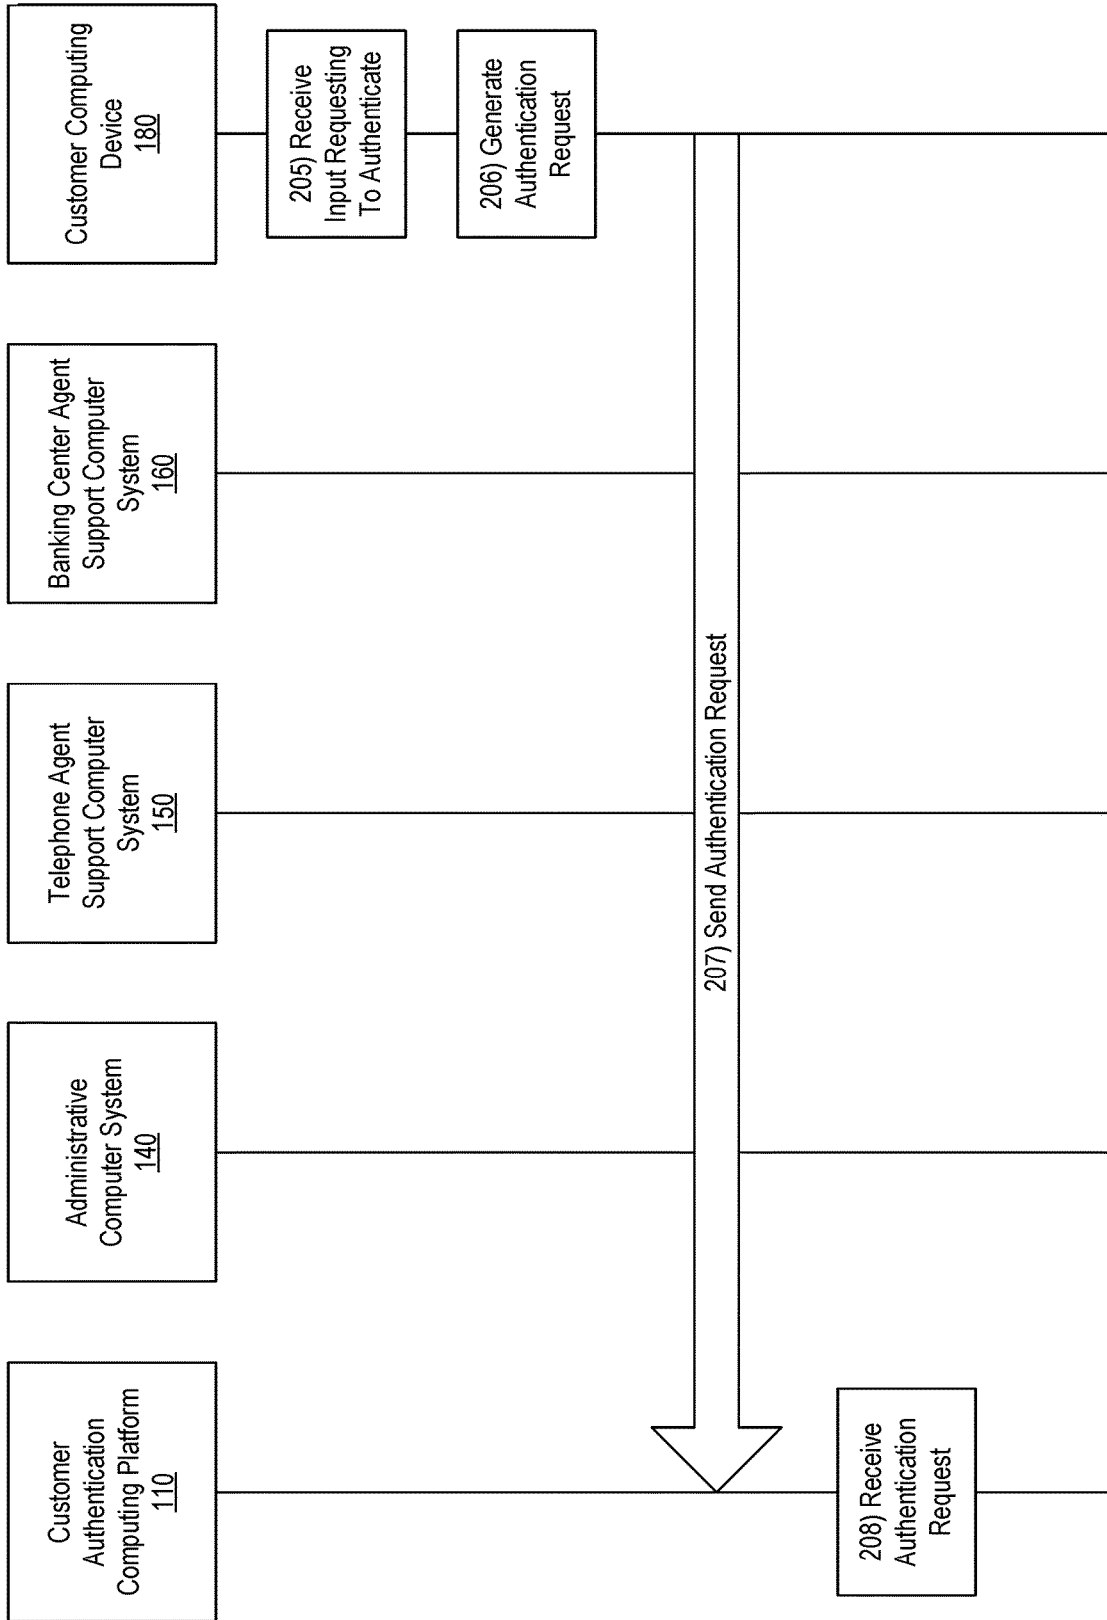 Customer
Authentication
Computing Platform
110
Administrative
Computer System
140
Telephone Agent
Support Computer
System
150
Banking Center Agent
Support Computer
System
160
Customer Computing
Device
180
205) Receive
Input Requesting
To Authenticate
206) Generate
Authentication
Request
207) Send Authentication Request
208) Receive
Authentication
Request